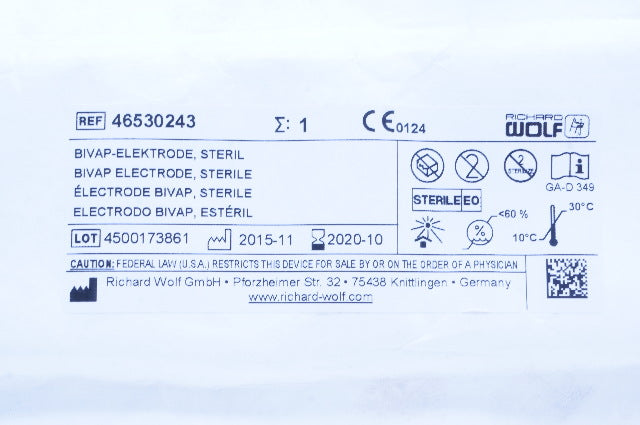 REF 46530243 Σ: 1 CE 0124 RICHARD WOLF
BIVAP-ELEKTRODE, STERIL
BIVAP ELECTRODE, STERILE
ÉLECTRODE BIVAP, STERILE
ELECTRODO BIVAP, ESTÉRIL
2 2 STERILIZE i
GA-D 349
STERILE EO
<60 % 30°C
% 10°C
LOT 4500173861 2015-11 2020-10
CAUTION: FEDERAL LAW (U.S.A.) RESTRICTS THIS DEVICE FOR SALE BY OR ON THE ORDER OF A PHYSICIAN
Richard Wolf GmbH • Pforzheimer Str. 32 • 75438 Knittlingen • Germany
www.richard-wolf.com